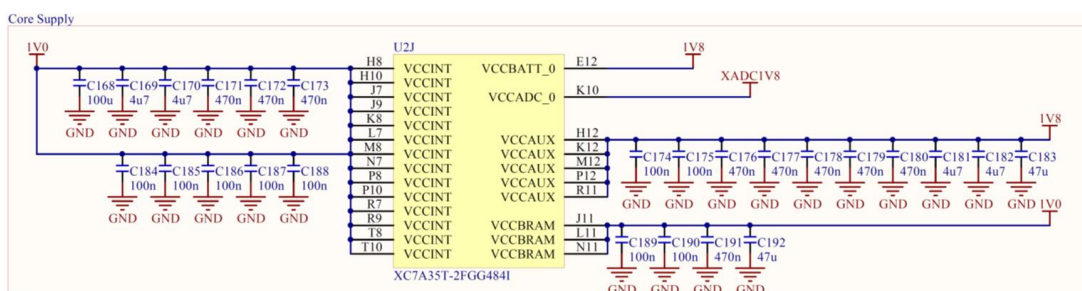 Core Supply
1V0
U2J
1V8
H8 VCCINT VCCBATT_0 E12
H10 VCCINT
XADC1V8
J7 VCCINT VCCADC_0 K10
J9 VCCINT
K8 VCCINT
L7 VCCINT VCCAUX H12
M8 VCCINT VCCAUX K12
N7 VCCINT VCCAUX M12
P8 VCCINT VCCAUX P12
P10 VCCINT VCCAUX R11
R7 VCCINT
R9 VCCINT VCCBRAM J11
T8 VCCINT VCCBRAM L11
T10 VCCINT VCCBRAM N11
XC7A35T-2FGG484I
C168 C169 C170 C171 C172 C173
100u 4u7 4u7 470n 470n 470n
GND GND GND GND GND GND
C184 C185 C186 C187 C188
100n 100n 100n 100n 100n
GND GND GND GND GND
1V8
C174 C175 C176 C177 C178 C179 C180 C181 C182 C183
100n 100n 470n 470n 470n 470n 470n 4u7 4u7 47u
GND GND GND GND GND GND GND GND GND GND
1V0
C189 C190 C191 C192
100n 100n 470n 47u
GND GND GND GND